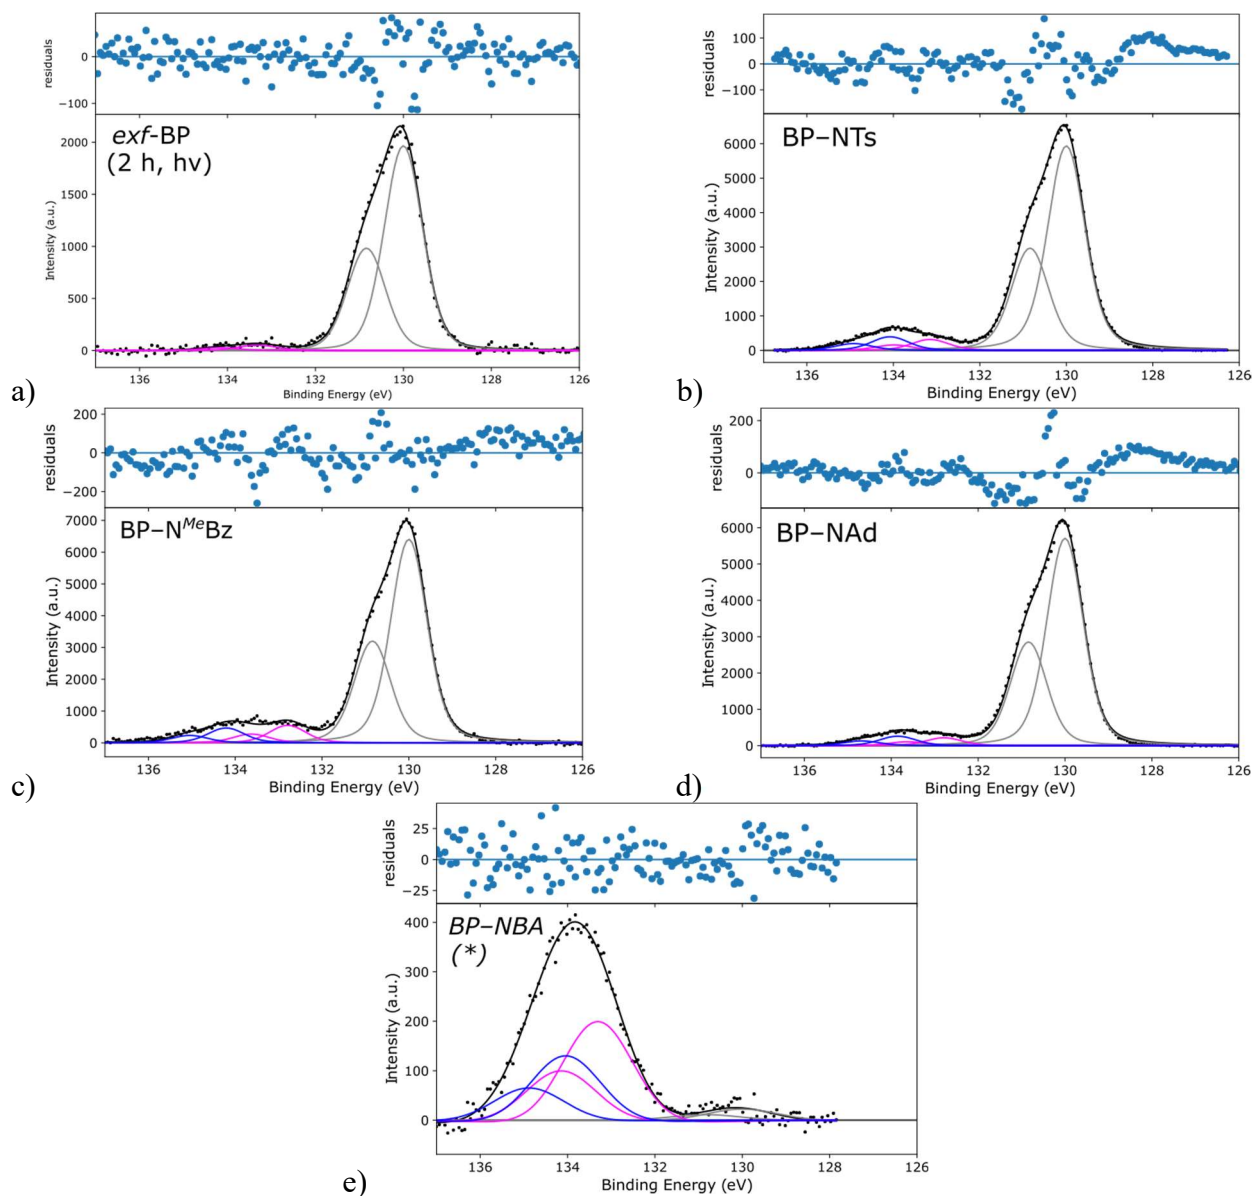 residuals
0
−100
exf-BP
(2 h, hv)
Intensity (a.u.)
2000
1500
1000
500
0
136 134 132 130 128 126
Binding Energy (eV)
a)
residuals
100
0
−100
BP−NTs
Intensity (a.u.)
6000
5000
4000
3000
2000
1000
0
136 134 132 130 128 126
Binding Energy (eV)
b)
residuals
200
0
−200
BP−NMeBz
Intensity (a.u.)
7000
6000
5000
4000
3000
2000
1000
0
136 134 132 130 128 126
Binding Energy (eV)
c)
residuals
200
0
BP−NAd
Intensity (a.u.)
6000
5000
4000
3000
2000
1000
0
136 134 132 130 128 126
Binding Energy (eV)
d)
residuals
25
0
−25
BP−NBA
(*)
Intensity (a.u.)
400
300
200
100
0
136 134 132 130 128 126
Binding Energy (eV)
e)